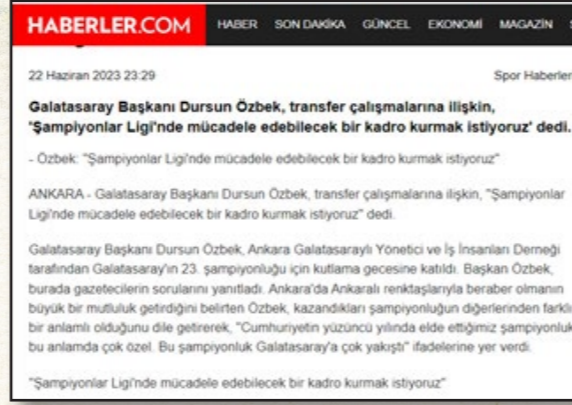 HABERLER.COM HABER SON DAKİKA GÜNCEL EKONOMİ MAGAZİN
22 Haziran 2023 23:29 Spor Haberler
Galatasaray Başkanı Dursun Özbek, transfer çalışmalarına ilişkin,
'Şampiyonlar Ligi'nde mücadele edebilecek bir kadro kurmak istiyoruz' dedi.
- Özbek: "Şampiyonlar Ligi'nde mücadele edebilecek bir kadro kurmak istiyoruz"
ANKARA - Galatasaray Başkanı Dursun Özbek, transfer çalışmalarına ilişkin, "Şampiyonlar
Ligi'nde mücadele edebilecek bir kadro kurmak istiyoruz" dedi.
Galatasaray Başkanı Dursun Özbek, Ankara Galatasaraylı Yönetici ve İş İnsanları Derneği
tarafından Galatasaray'ın 23. şampiyonluğu için kutlama gecesine katıldı. Başkan Özbek,
burada gazetecilerin sorularını yanıtladı. Ankara'da Ankaralı renktaşlarıyla beraber olmanın
büyük bir mutluluk getirdiğini belirten Özbek, kazandıkları şampiyonluğun diğerlerinden farklı
bir anlamlı olduğunu dile getirerek, "Cumhuriyetin yüzüncü yılında elde ettiğimiz şampiyonluk
bu anlamda çok özel. Bu şampiyonluk Galatasaray'a çok yakıştı" ifadelerine yer verdi.
"Şampiyonlar Ligi'nde mücadele edebilecek bir kadro kurmak istiyoruz"